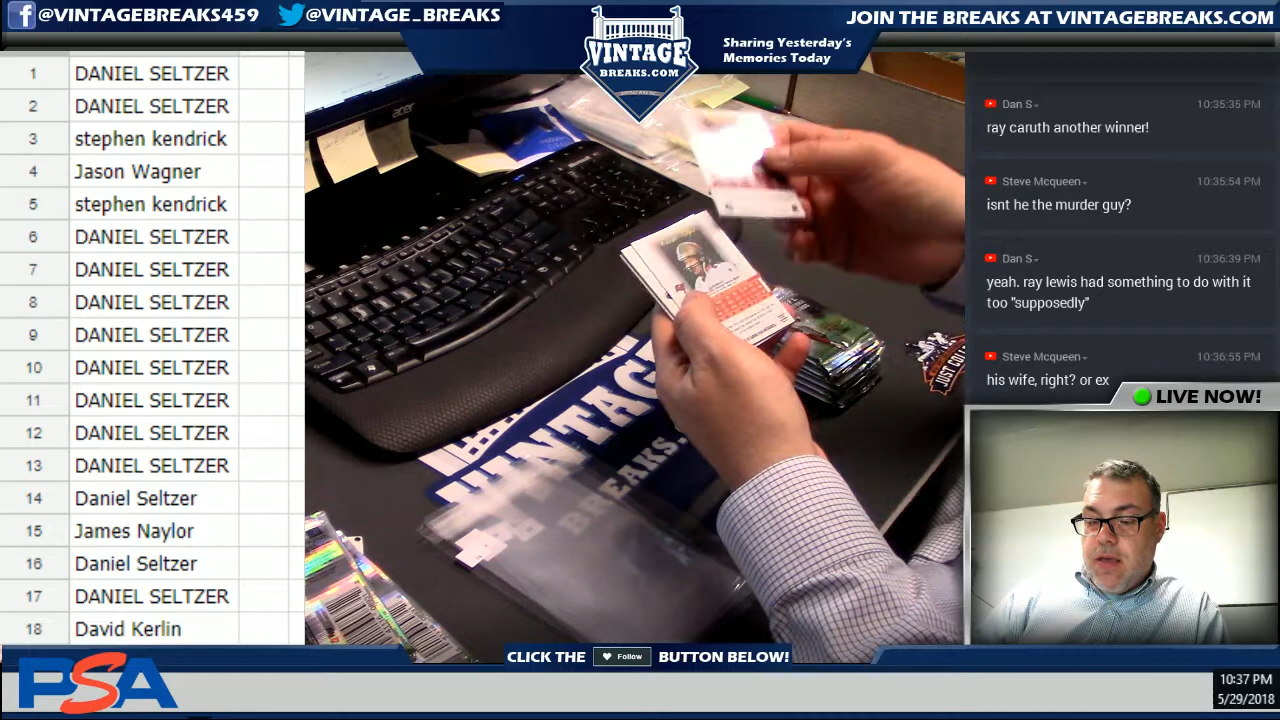 @VINTAGEBREAKS459 @VINTAGE_BREAKS
VINTAGE
BREAKS.COM
Sharing Yesterday's
Memories Today
JOIN THE BREAKS AT VINTAGEBREAKS.COM
1 DANIEL SELTZER
2 DANIEL SELTZER
3 stephen kendrick
4 Jason Wagner
5 stephen kendrick
6 DANIEL SELTZER
7 DANIEL SELTZER
8 DANIEL SELTZER
9 DANIEL SELTZER
10 DANIEL SELTZER
11 DANIEL SELTZER
12 DANIEL SELTZER
13 DANIEL SELTZER
14 Daniel Seltzer
15 James Naylor
16 Daniel Seltzer
17 DANIEL SELTZER
18 David Kerlin
acer
VINTAGE
BREAKS.
JUST COLL
Dan S 10:35:35 PM
ray caruth another winner!
Steve Mcqueen 10:35:54 PM
isnt he the murder guy?
Dan S 10:36:39 PM
yeah. ray lewis had something to do with it
too "supposedly"
Steve Mcqueen 10:36:55 PM
his wife, right? or ex
LIVE NOW!
CLICK THE Follow BUTTON BELOW!
PSA
10:37 PM
5/29/2018